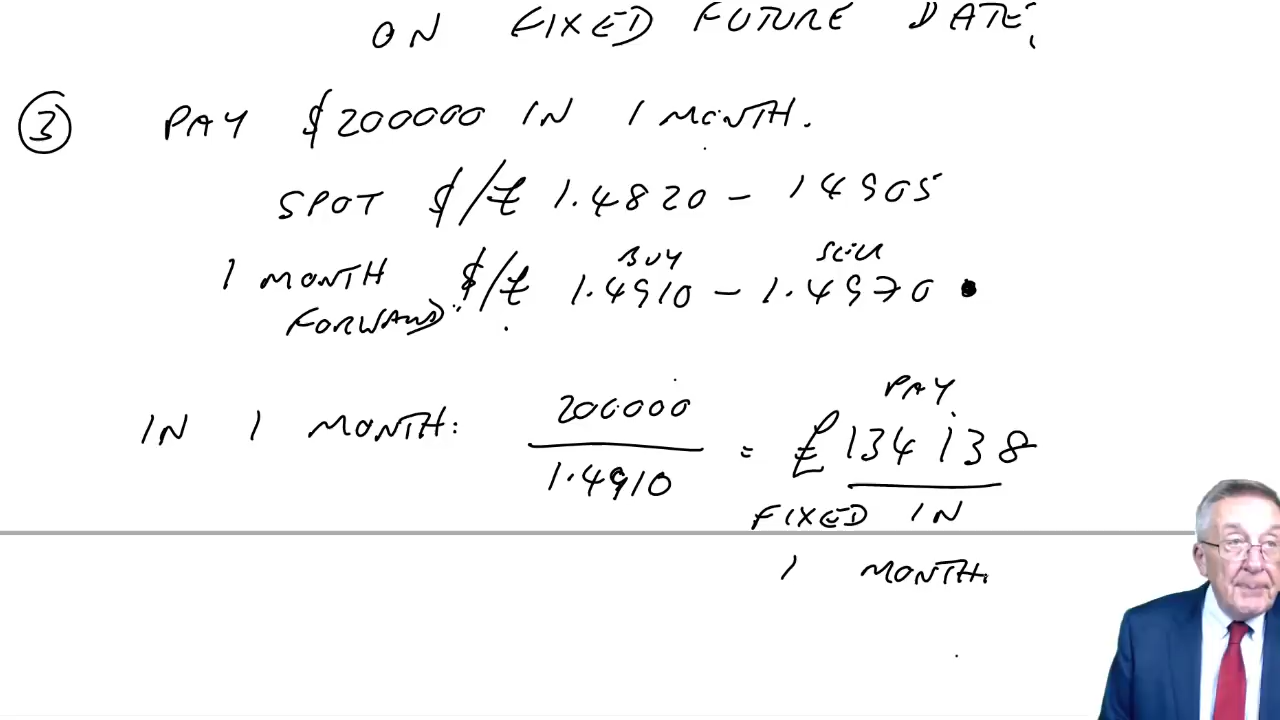 ON FIXED FUTURE DATE.
③ PAY $200000 IN 1 MONTH.
SPOT $/£ 1.4820 - 1.4905
BUY SELL
1 MONTH $/£ 1.4910 - 1.4970
FORWARD:
PAY
IN 1 MONTH: 200000 / 1.4910 = £134138
FIXED IN
1 MONTH.